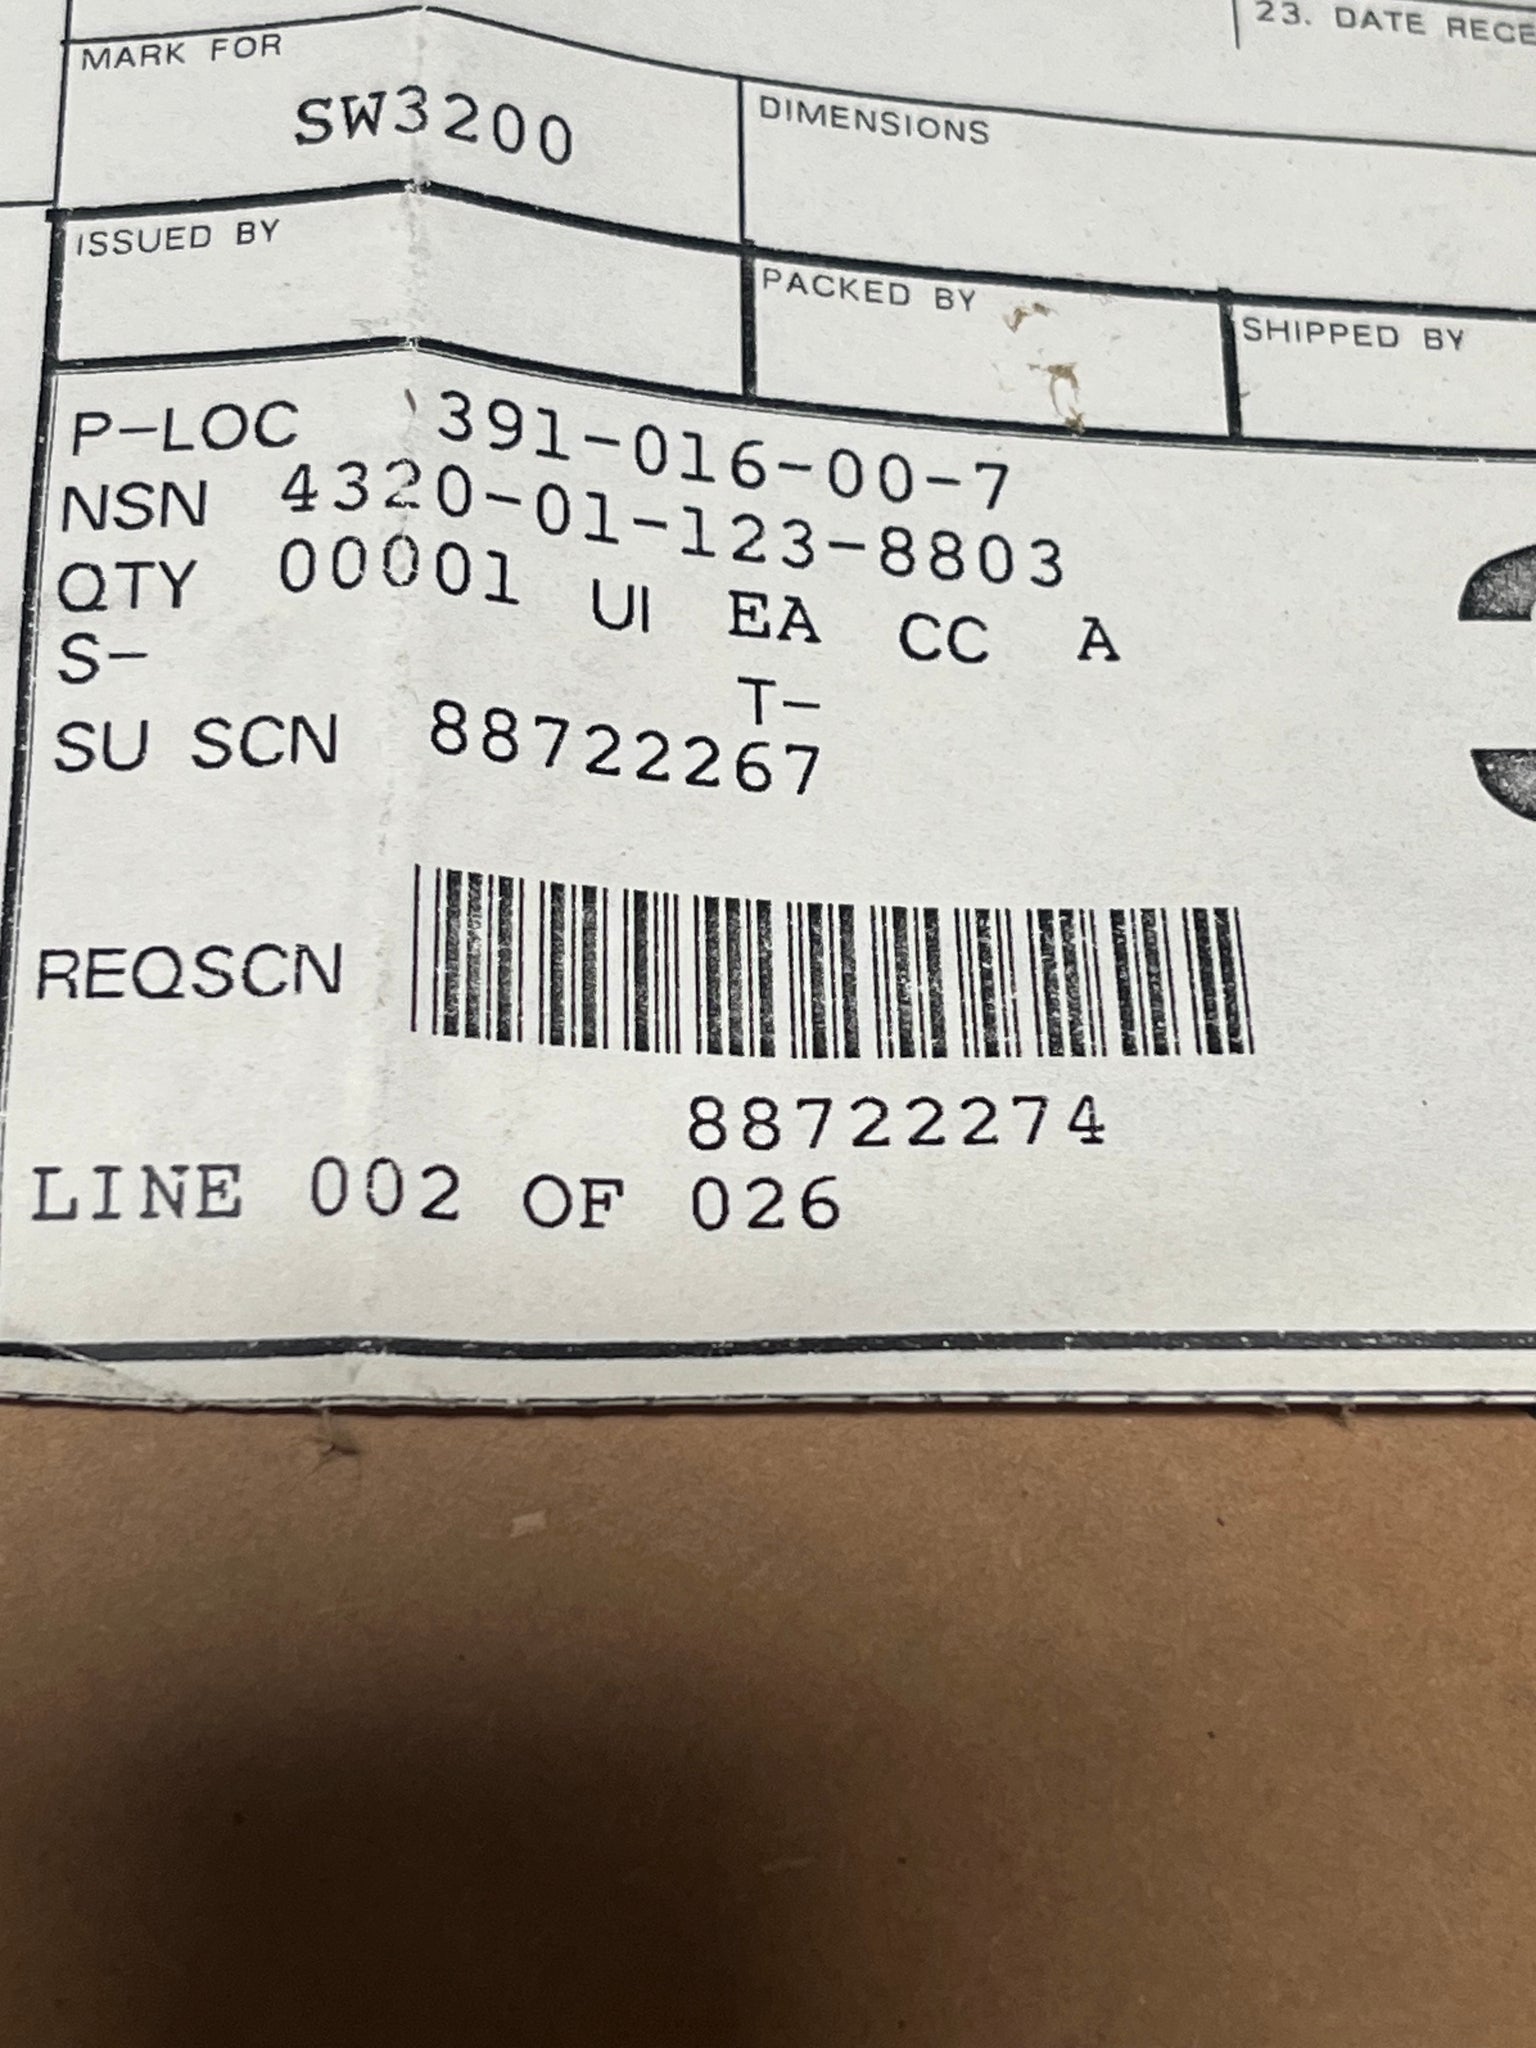 23. DATE RECE
MARK FOR
SW3200
DIMENSIONS
ISSUED BY
PACKED BY
SHIPPED BY
P-LOC 391-016-00-7
NSN 4320-01-123-8803
QTY 00001 UI EA CC A
S- T-
SU SCN 88722267
REQSCN
88722274
LINE 002 OF 026